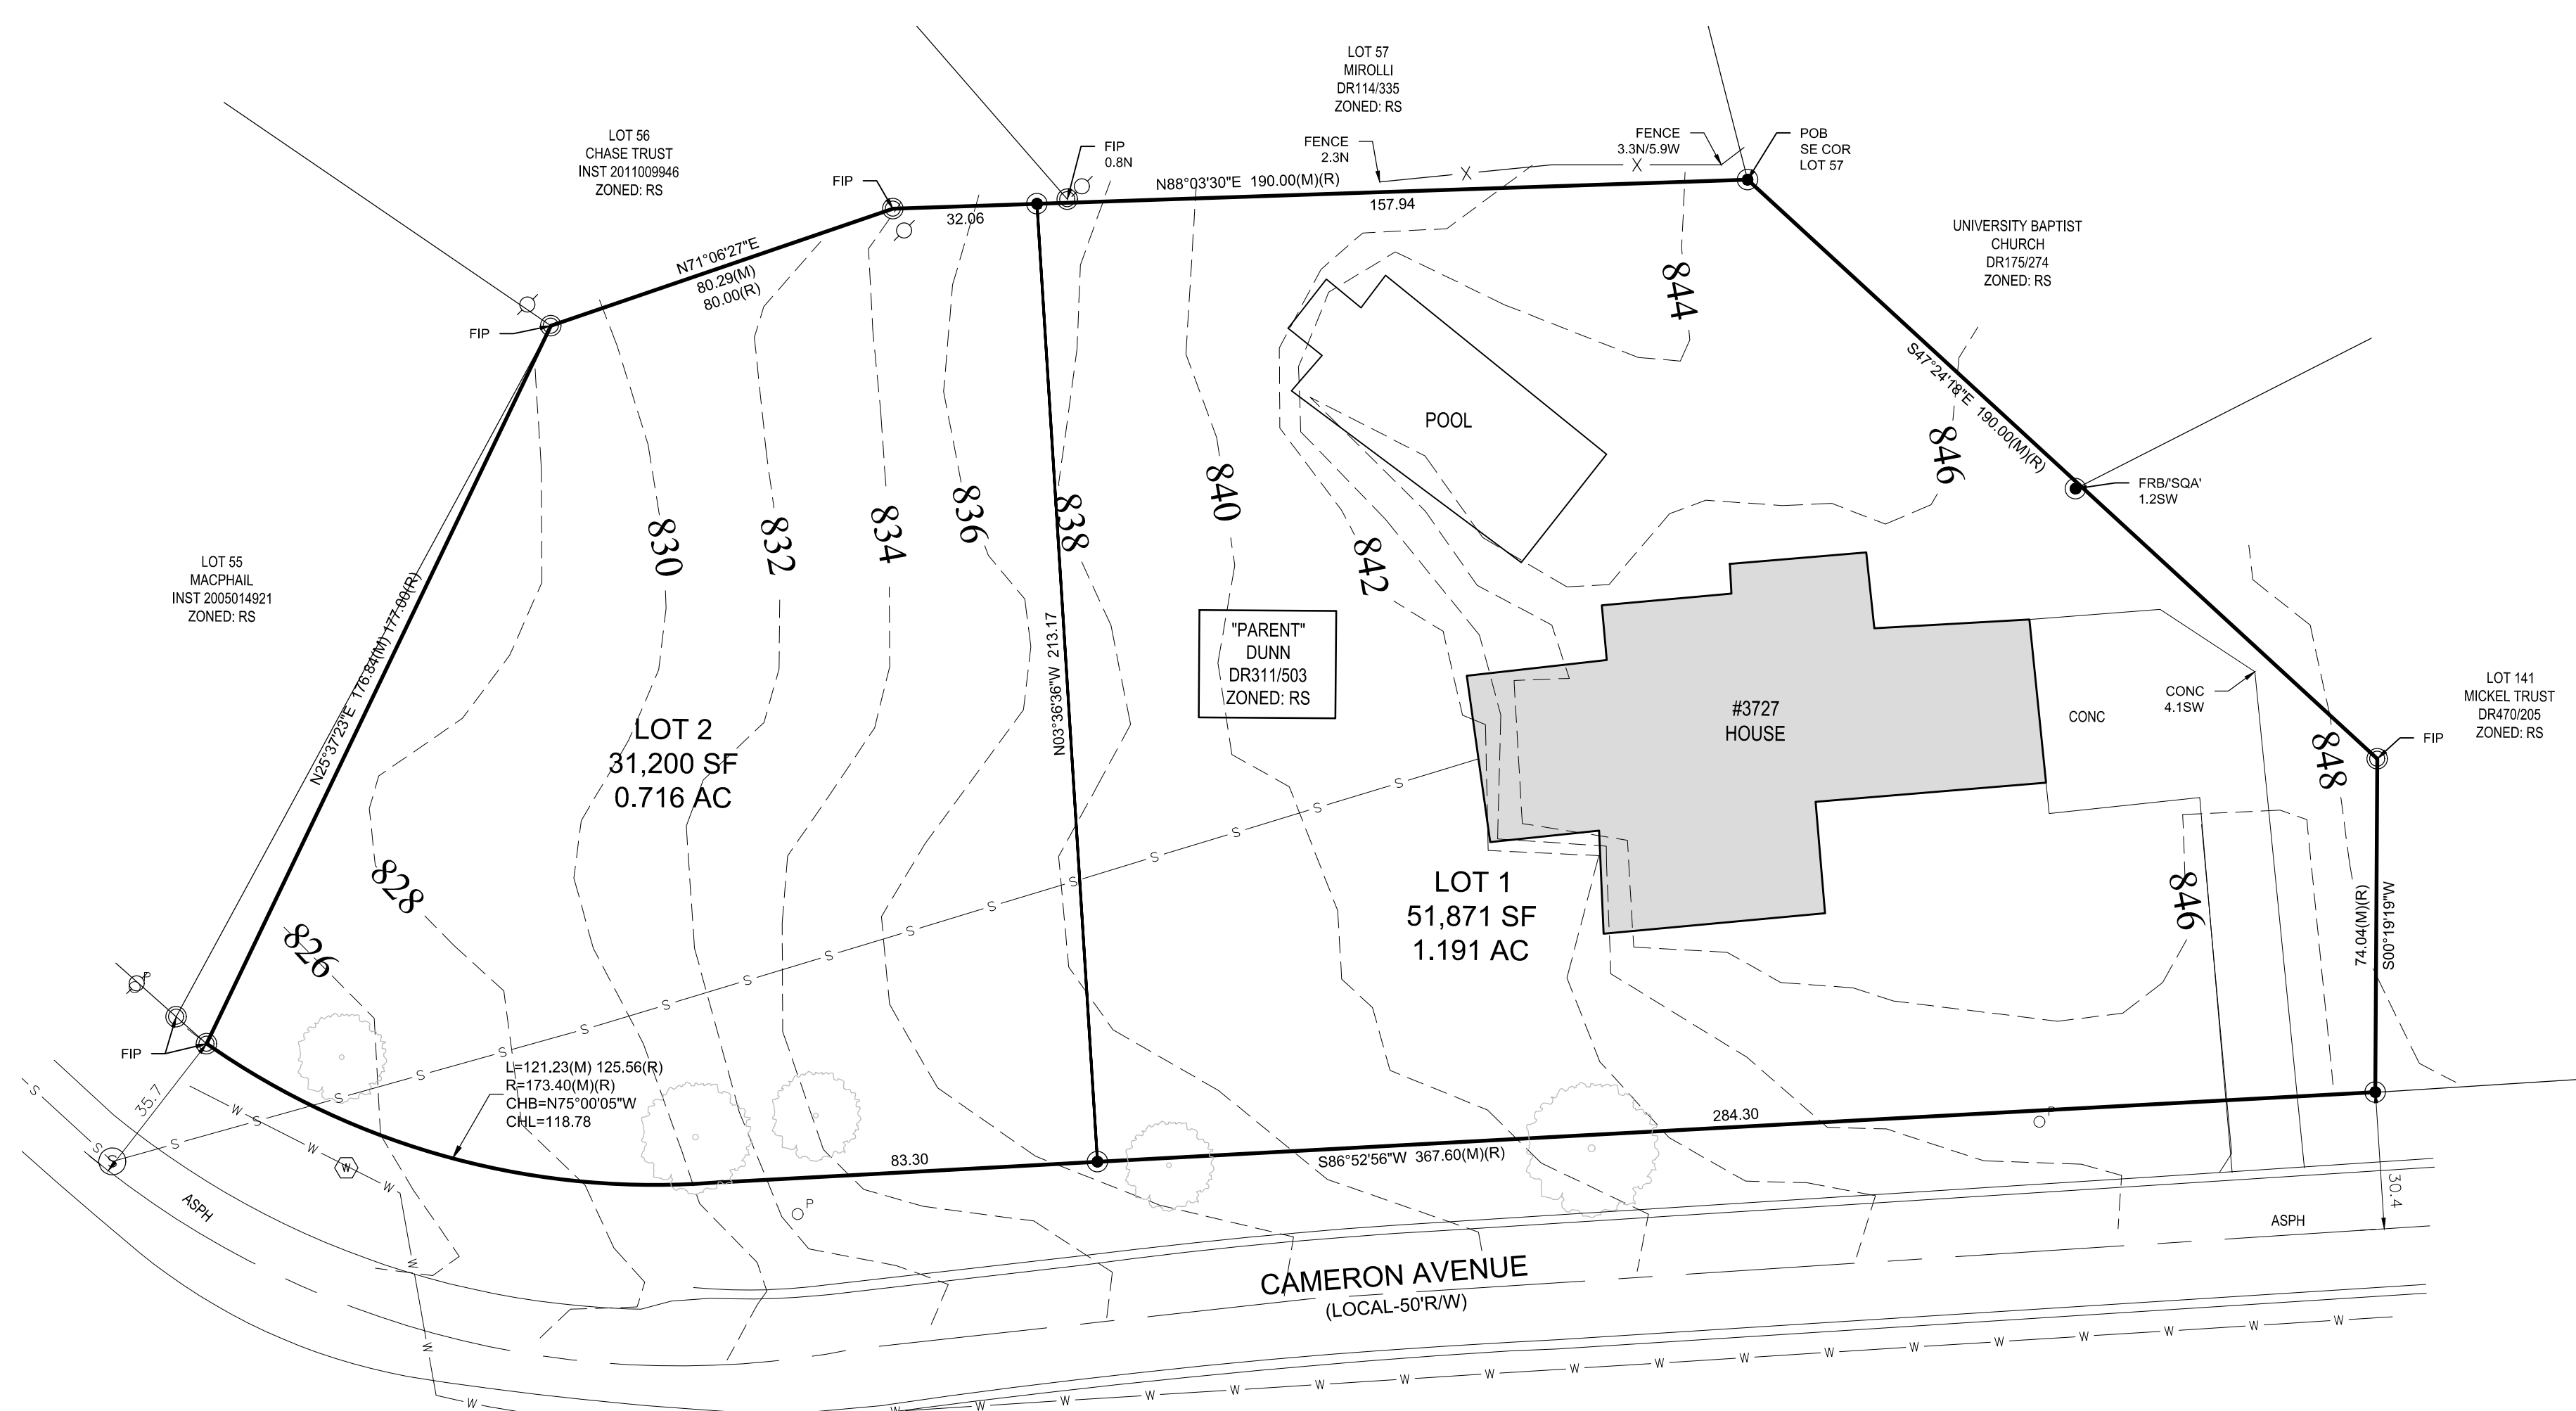 LOT 57
MIROLLI
DR114/335
ZONED: RS
LOT 56
CHASE TRUST
INST 2011009946
ZONED: RS
FENCE
2.3N
FENCE
3.3N/5.9W
POB
SE COR
LOT 57
FIP
0.8N
FIP
N88°03'30"E 190.00(M)(R)
32.06
157.94
UNIVERSITY BAPTIST
CHURCH
DR175/274
ZONED: RS
N71°06'27"E
80.29(M)
80.00(R)
FIP
844
S47°24'18"E 190.00(M)(R)
POOL
846
FRB/'SQA'
1.2SW
830
832
834
836
838
840
842
LOT 55
MACPHAIL
INST 2005014921
ZONED: RS
N25°37'23"E 176.84(M) 177.00(R)
N03°36'36"W 213.17
"PARENT"
DUNN
DR311/503
ZONED: RS
#3727
HOUSE
CONC
CONC
4.1SW
LOT 141
MICKEL TRUST
DR470/205
ZONED: RS
FIP
848
LOT 2
31,200 SF
0.716 AC
828
826
LOT 1
51,871 SF
1.191 AC
846
74.04(M)(R)
S00°19'19"W
P
FIP
35.7
L=121.23(M) 125.56(R)
R=173.40(M)(R)
CHB=N75°00'05"W
CHL=118.78
83.30
284.30
S86°52'56"W 367.60(M)(R)
P
P
30.4
S
W
ASPH
ASPH
CAMERON AVENUE
(LOCAL-50'R/W)
S S S S S S S S S S S S S S S S S
S S
W W W W W W
W W W W W W W W W W W W W W W W W W
X X